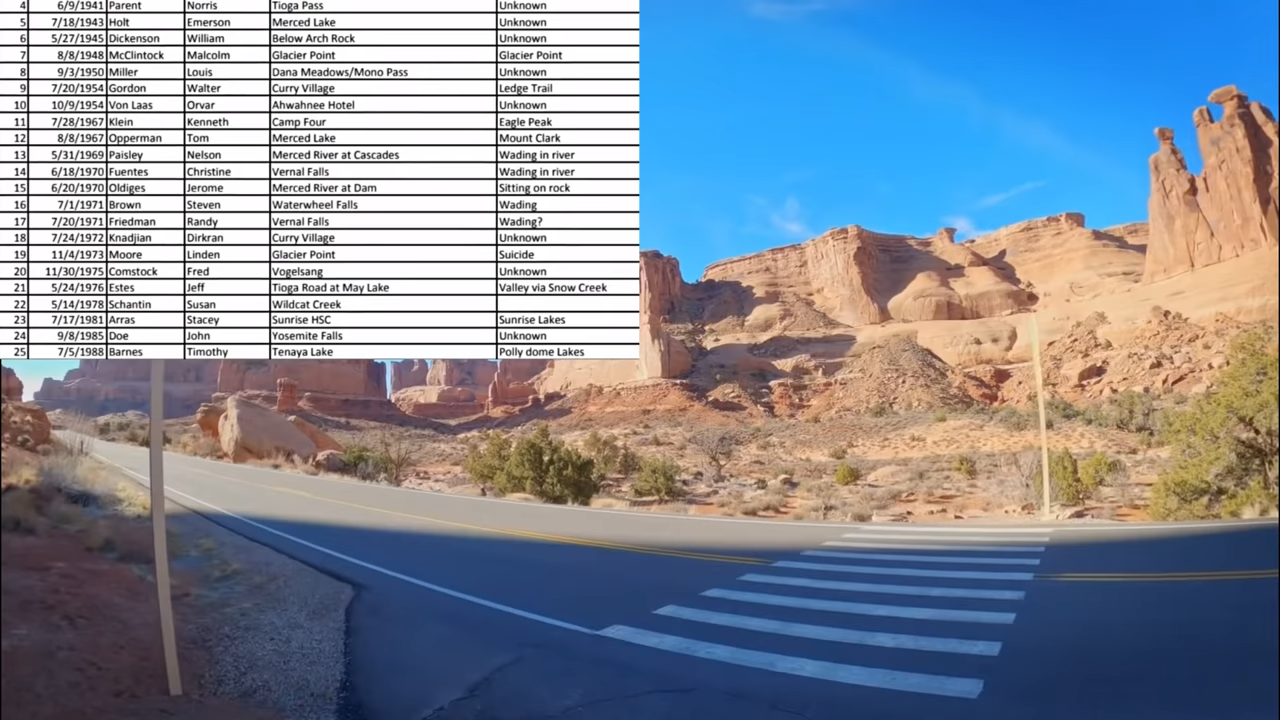 4 6/9/1941 Parent Norris Tioga Pass Unknown
5 7/18/1943 Holt Emerson Merced Lake Unknown
6 5/27/1945 Dickenson William Below Arch Rock Unknown
7 8/8/1948 McClintock Malcolm Glacier Point Glacier Point
8 9/3/1950 Miller Louis Dana Meadows/Mono Pass Unknown
9 7/20/1954 Gordon Walter Curry Village Ledge Trail
10 10/9/1954 Von Laas Orvar Ahwahnee Hotel Unknown
11 7/28/1967 Klein Kenneth Camp Four Eagle Peak
12 8/8/1967 Opperman Tom Merced Lake Mount Clark
13 5/31/1969 Paisley Nelson Merced River at Cascades Wading in river
14 6/18/1970 Fuentes Christine Vernal Falls Wading in river
15 6/20/1970 Oldiges Jerome Merced River at Dam Sitting on rock
16 7/1/1971 Brown Steven Waterwheel Falls Wading
17 7/20/1971 Friedman Randy Vernal Falls Wading?
18 7/24/1972 Knadjian Dirkran Curry Village Unknown
19 11/4/1973 Moore Linden Glacier Point Suicide
20 11/30/1975 Comstock Fred Vogelsang Unknown
21 5/24/1976 Estes Jeff Tioga Road at May Lake Valley via Snow Creek
22 5/14/1978 Schantin Susan Wildcat Creek
23 7/17/1981 Arras Stacey Sunrise HSC Sunrise Lakes
24 9/8/1985 Doe John Yosemite Falls Unknown
25 7/5/1988 Barnes Timothy Tenaya Lake Polly dome Lakes